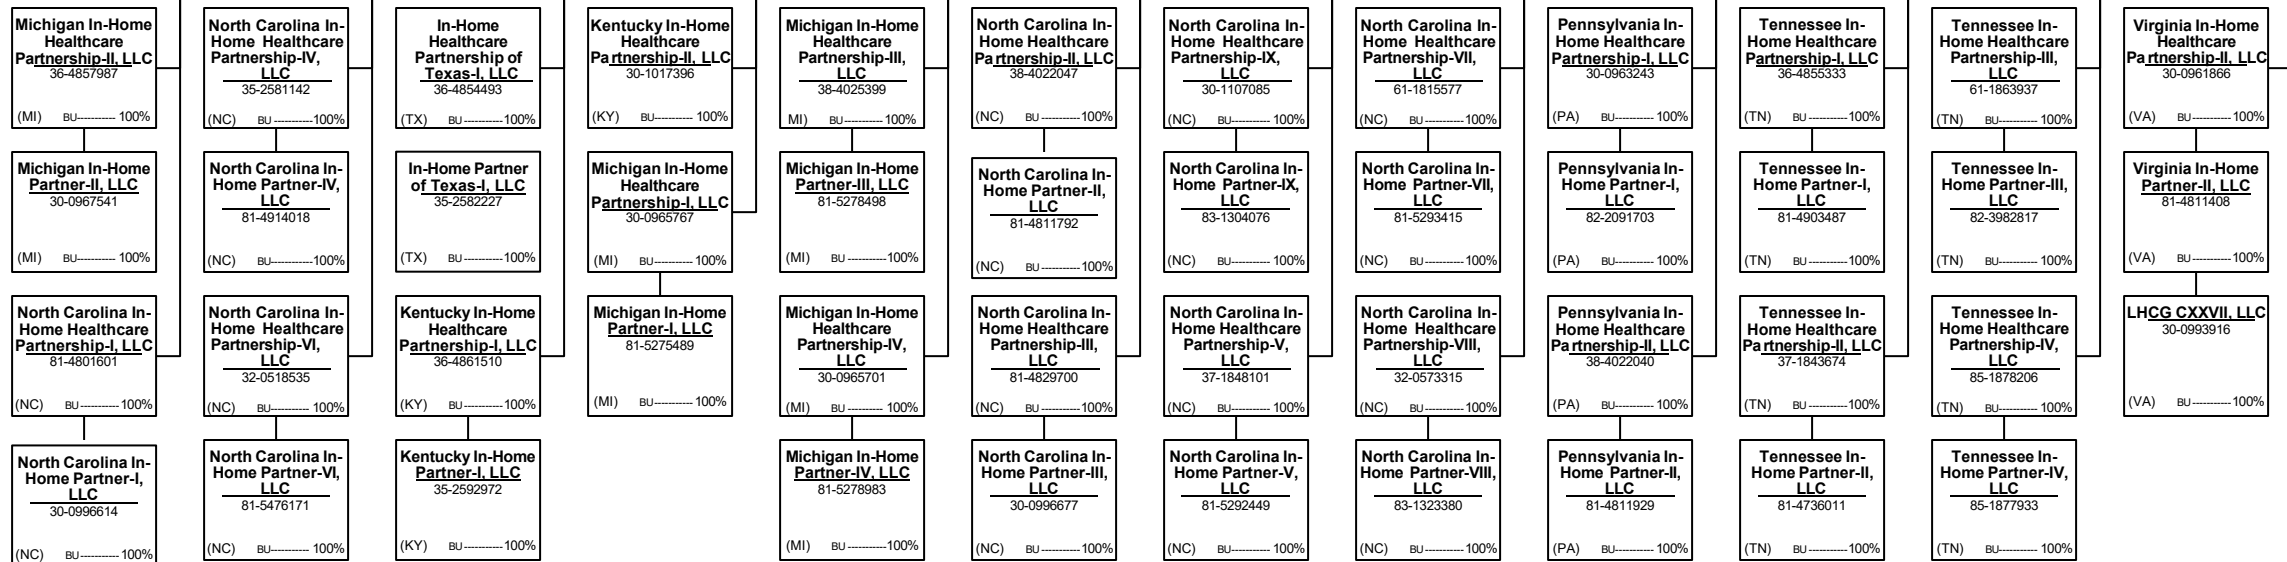 Michigan In-Home
Healthcare
Partnership-II, LLC
36-4857987
(MI) BU----------- 100%
Michigan In-Home
Partner-II, LLC
30-0967541
(MI) BU----------- 100%
North Carolina In-
Home Healthcare
Partnership-I, LLC
81-4801601
(NC) BU----------- 100%
North Carolina In-
Home Partner-I,
LLC
30-0996614
(NC) BU----------- 100%
North Carolina In-
Home Healthcare
Partnership-IV,
LLC
35-2581142
(NC) BU -----------100%
North Carolina In-
Home Partner-IV,
LLC
81-4914018
(NC) BU----------- 100%
North Carolina In-
Home Healthcare
Partnership-VI,
LLC
32-0518535
(NC) BU----------- 100%
North Carolina In-
Home Partner-VI,
LLC
81-5476171
(NC) BU----------- 100%
In-Home
Healthcare
Partnership of
Texas-I, LLC
36-4854493
(TX) BU -----------100%
In-Home Partner
of Texas-I, LLC
35-2582227
(TX) BU -----------100%
Kentucky In-Home
Healthcare
Partnership-I, LLC
36-4861510
(KY) BU -----------100%
Kentucky In-Home
Partner-I, LLC
35-2592972
(KY) BU -----------100%
Kentucky In-Home
Healthcare
Partnership-II, LLC
30-1017396
(KY) BU----------- 100%
Michigan In-Home
Healthcare
Partnership-I, LLC
30-0965767
(MI) BU----------- 100%
Michigan In-Home
Partner-I, LLC
81-5275489
(MI) BU----------- 100%
Michigan In-Home
Healthcare
Partnership-III,
LLC
38-4025399
MI) BU -----------100%
Michigan In-Home
Partner-III, LLC
81-5278498
(MI) BU -----------100%
Michigan In-Home
Healthcare
Partnership-IV,
LLC
30-0965701
(MI) BU -----------100%
Michigan In-Home
Partner-IV, LLC
81-5278983
(MI) BU -----------100%
North Carolina In-
Home Healthcare
Partnership-II, LLC
38-4022047
(NC) BU -----------100%
North Carolina In-
Home Partner-II,
LLC
81-4811792
(NC) BU -----------100%
North Carolina In-
Home Healthcare
Partnership-III,
LLC
81-4829700
(NC) BU -----------100%
North Carolina In-
Home Partner-III,
LLC
30-0996677
(NC) BU -----------100%
North Carolina In-
Home Healthcare
Partnership-IX,
LLC
30-1107085
(NC) BU----------- 100%
North Carolina In-
Home Partner-IX,
LLC
83-1304076
(NC) BU----------- 100%
North Carolina In-
Home Healthcare
Partnership-V,
LLC
37-1848101
(NC) BU----------- 100%
North Carolina In-
Home Partner-V,
LLC
81-5292449
(NC) BU----------- 100%
North Carolina In-
Home Healthcare
Partnership-VII,
LLC
61-1815577
(NC) BU -----------100%
North Carolina In-
Home Partner-VII,
LLC
81-5293415
(NC) BU -----------100%
North Carolina In-
Home Healthcare
Partnership-VIII,
LLC
32-0573315
(NC) BU -----------100%
North Carolina In-
Home Partner-VIII,
LLC
83-1323380
(NC) BU -----------100%
Pennsylvania In-
Home Healthcare
Partnership-I, LLC
30-0963243
(PA) BU----------- 100%
Pennsylvania In-
Home Partner-I,
LLC
82-2091703
(PA) BU----------- 100%
Pennsylvania In-
Home Healthcare
Partnership-II, LLC
38-4022040
(PA) BU----------- 100%
Pennsylvania In-
Home Partner-II,
LLC
81-4811929
(PA) BU----------- 100%
Tennessee In-
Home Healthcare
Partnership-I, LLC
36-4855333
(TN) BU----------- 100%
Tennessee In-
Home Partner-I,
LLC
81-4903487
(TN) BU----------- 100%
Tennessee In-
Home Healthcare
Partnership-II, LLC
37-1843674
(TN) BU----------- 100%
Tennessee In-
Home Partner-II,
LLC
81-4736011
(TN) BU----------- 100%
Tennessee In-
Home Healthcare
Partnership-III,
LLC
61-1863937
(TN) BU -----------100%
Tennessee In-
Home Partner-III,
LLC
82-3982817
(TN) BU -----------100%
Tennessee In-
Home Healthcare
Partnership-IV,
LLC
85-1878206
(TN) BU -----------100%
Tennessee In-
Home Partner-IV,
LLC
85-1877933
(TN) BU -----------100%
Virginia In-Home
Healthcare
Partnership-II, LLC
30-0961866
(VA) BU -----------100%
Virginia In-Home
Partner-II, LLC
81-4811408
(VA) BU -----------100%
LHCG CXXVII, LLC
30-0993916
(VA) BU -----------100%